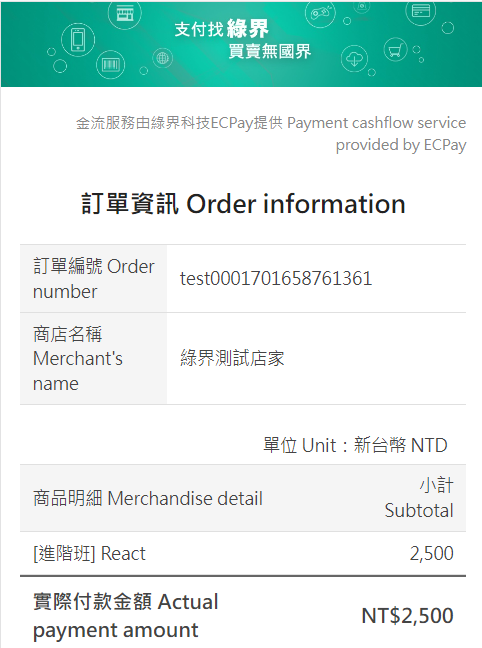 支付找 綠界
買賣無國界
金流服務由綠界科技ECPay提供 Payment cashflow service
provided by ECPay
訂單資訊 Order information
訂單編號 Order
number
test0001701658761361
商店名稱
Merchant's
name
綠界測試店家
單位 Unit：新台幣 NTD
商品明細 Merchandise detail
小計
Subtotal
[進階班] React
2,500
實際付款金額 Actual
payment amount
NT$2,500